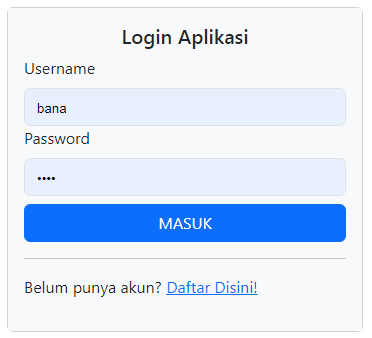 Login Aplikasi
Username
bana
Password
••••
MASUK
Belum punya akun? Daftar Disini!